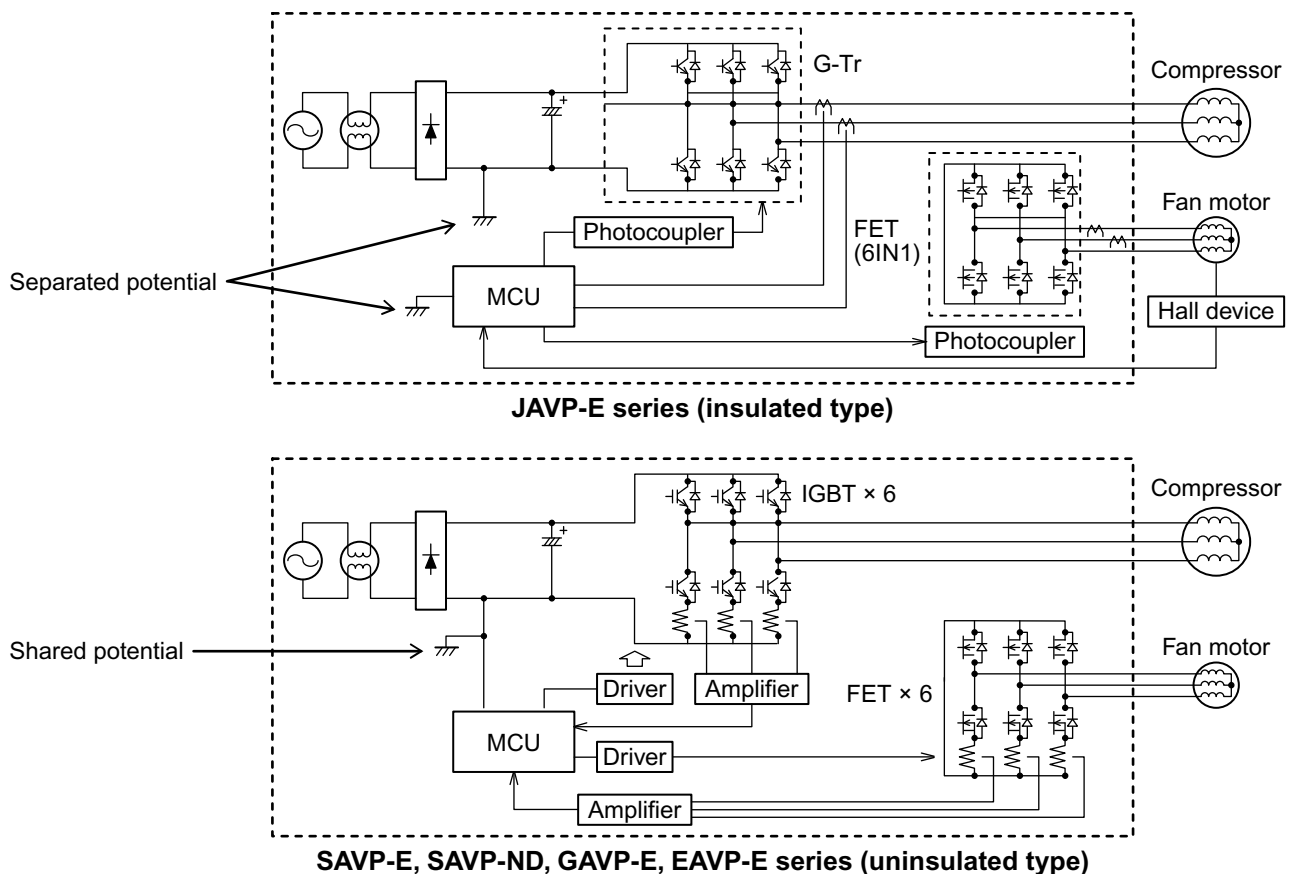 G-Tr
Compressor
Photocoupler
FET
(6IN1)
Fan motor
Separated potential
MCU
Hall device
Photocoupler
JAVP-E series (insulated type)
IGBT × 6
Compressor
Shared potential
Driver
Amplifier
FET × 6
Fan motor
MCU
Driver
Amplifier
SAVP-E, SAVP-ND, GAVP-E, EAVP-E series (uninsulated type)